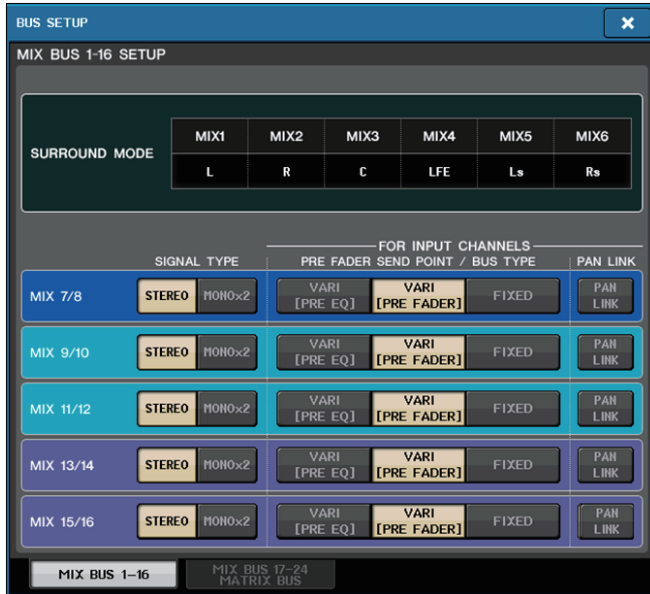 BUS SETUP
MIX BUS 1-16 SETUP
SURROUND MODE
MIX1 MIX2 MIX3 MIX4 MIX5 MIX6
L R C LFE Ls Rs
FOR INPUT CHANNELS
SIGNAL TYPE PRE FADER SEND POINT / BUS TYPE PAN LINK
MIX 7/8 STEREO MONOx2 VARI [PRE EQ] VARI [PRE FADER] FIXED PAN LINK
MIX 9/10 STEREO MONOx2 VARI [PRE EQ] VARI [PRE FADER] FIXED PAN LINK
MIX 11/12 STEREO MONOx2 VARI [PRE EQ] VARI [PRE FADER] FIXED PAN LINK
MIX 13/14 STEREO MONOx2 VARI [PRE EQ] VARI [PRE FADER] FIXED PAN LINK
MIX 15/16 STEREO MONOx2 VARI [PRE EQ] VARI [PRE FADER] FIXED PAN LINK
MIX BUS 1-16
MIX BUS 17-24
MATRIX BUS